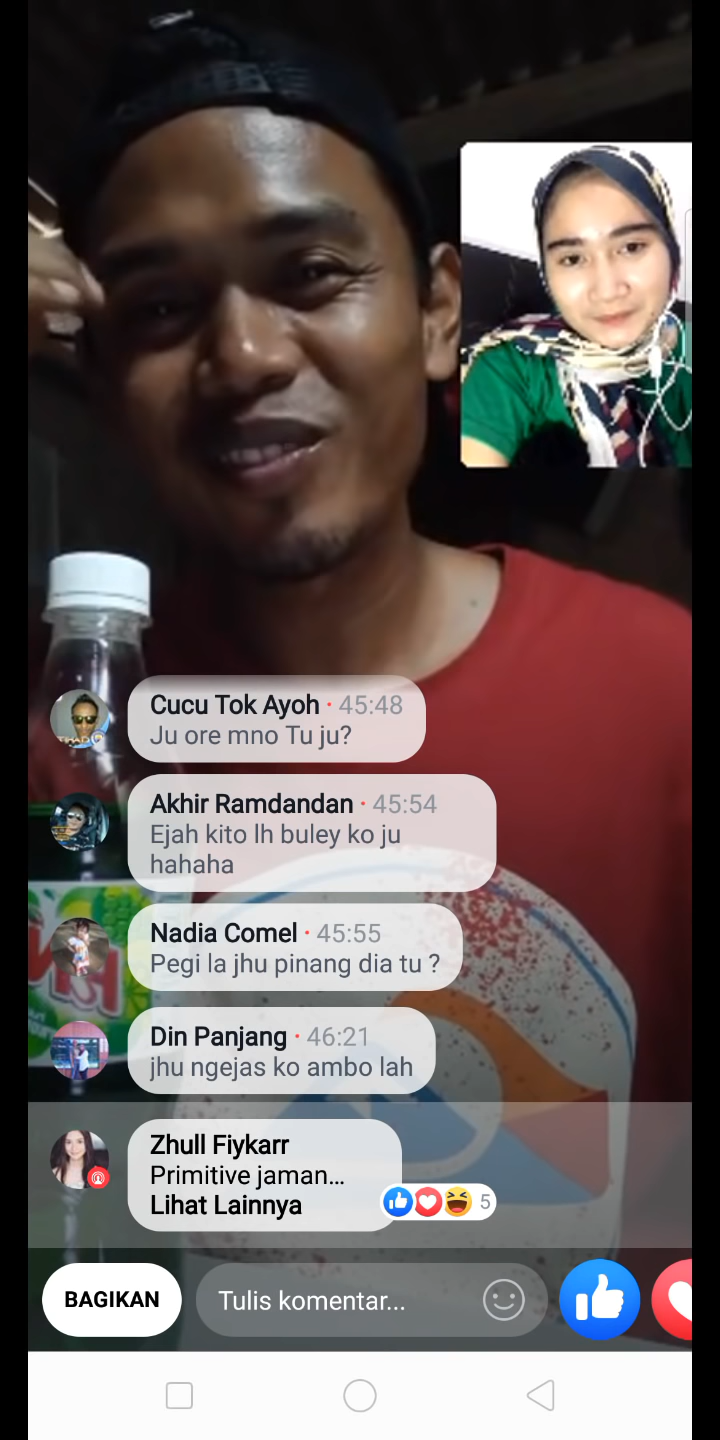 Cucu Tok Ayoh · 45:48
Ju ore mno Tu ju?
Akhir Ramdandan · 45:54
Ejah kito lh buley ko ju
hahaha
Nadia Comel · 45:55
Pegi la jhu pinang dia tu ?
Din Panjang · 46:21
jhu ngejas ko ambo lah
Zhull Fiykarr
Primitive jaman...
Lihat Lainnya
5
BAGIKAN
Tulis komentar...